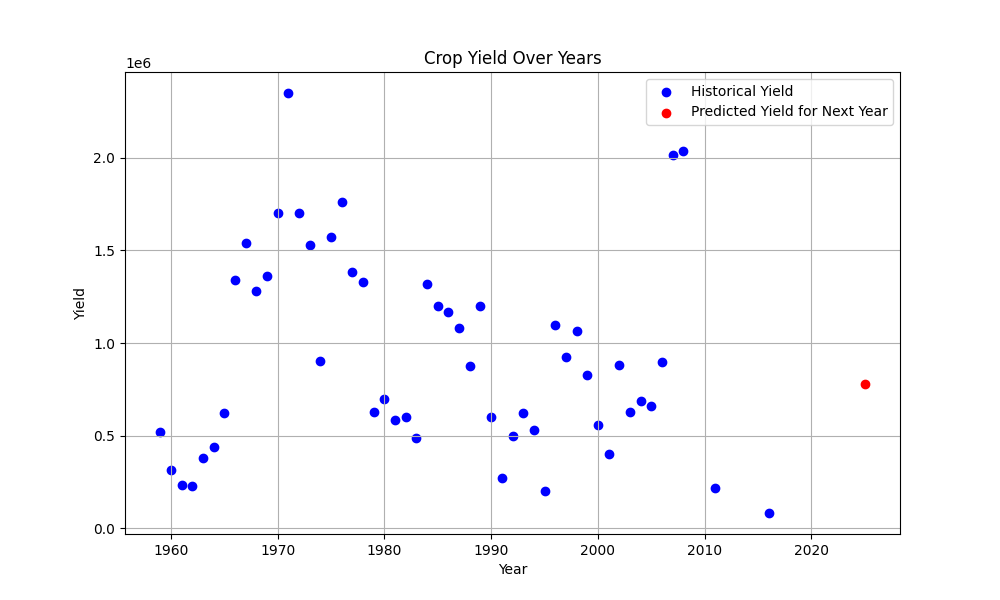 Crop Yield Over Years
1e6
Historical Yield
Predicted Yield for Next Year
2.0
1.5
1.0
0.5
0.0
Yield
1960 1970 1980 1990 2000 2010 2020
Year